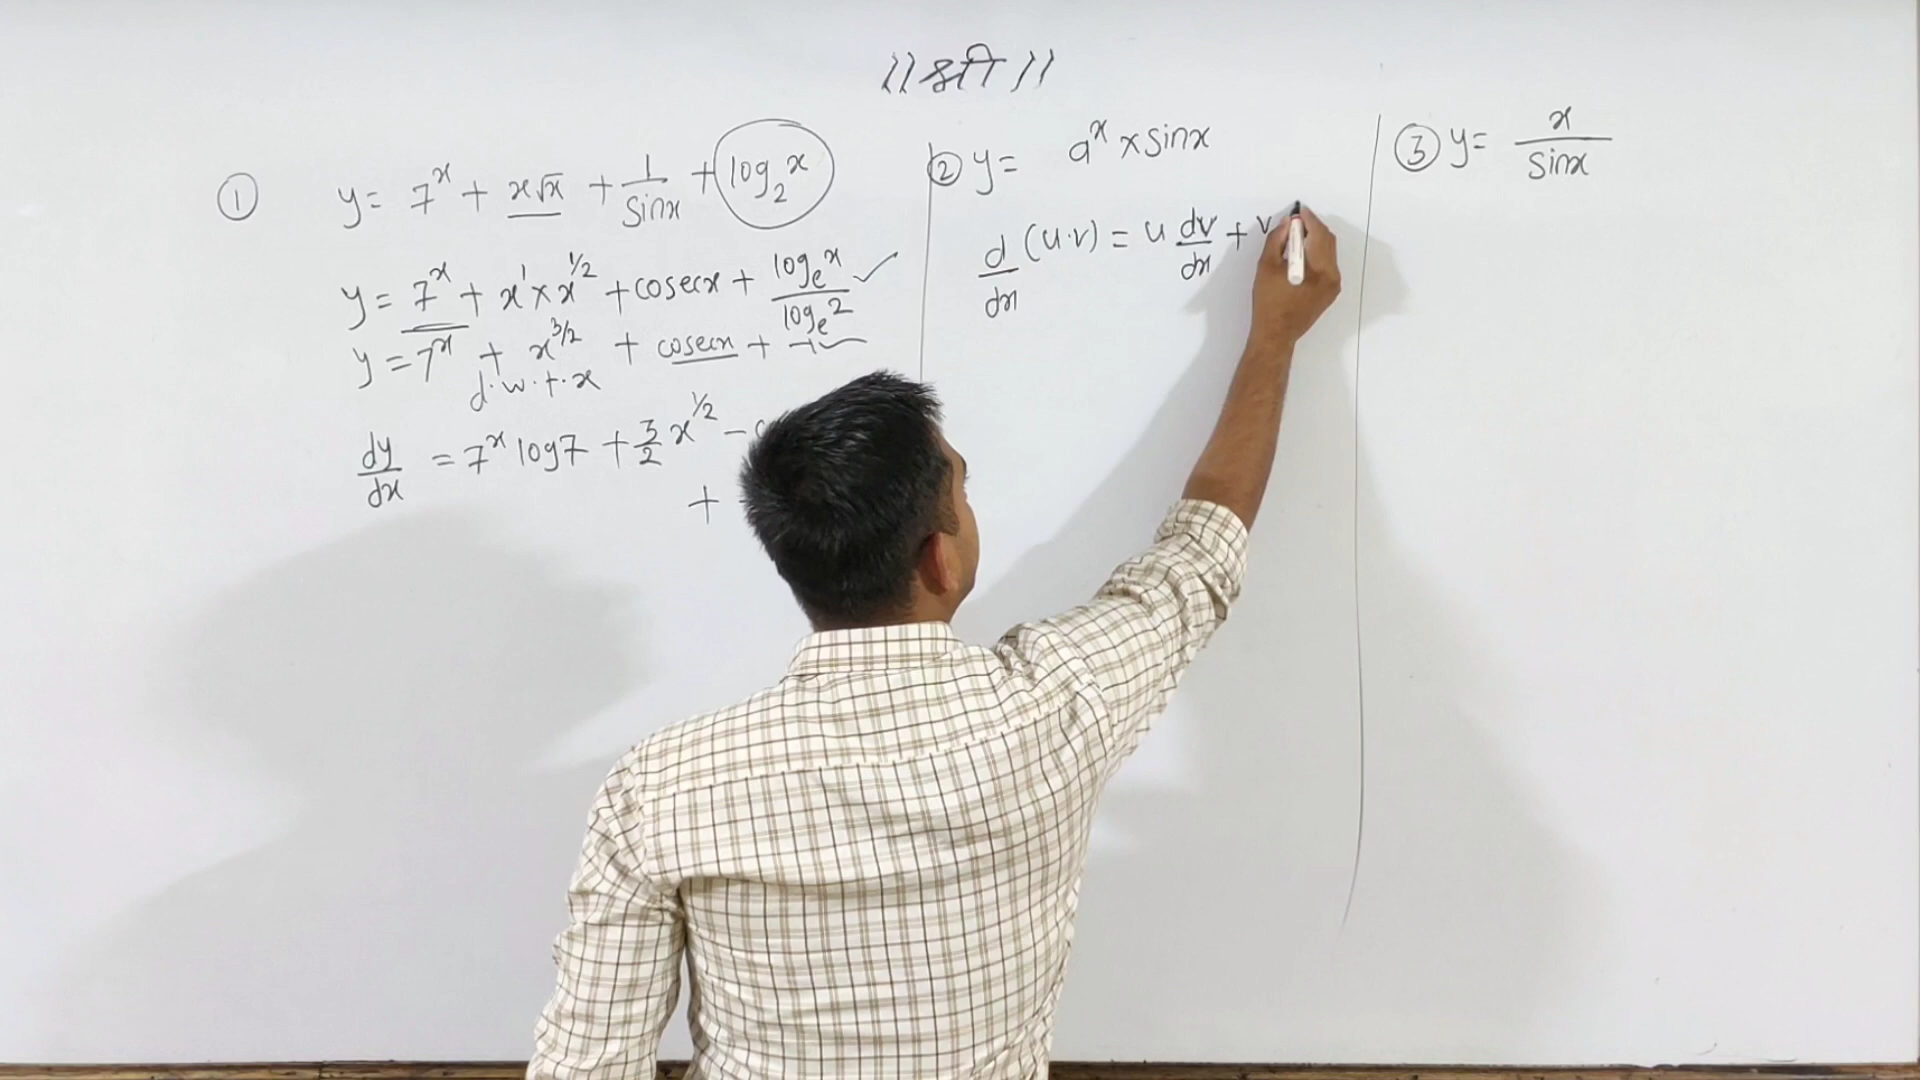 ।। श्री ।।
① y = 7^x + x√x + 1/sinx + log₂x
y = 7^x + x^1 × x^1/2 + cosecx + logₑx / logₑ2
y = 7^x + x^3/2 + cosecx +
d.w.r.x
dy/dx = 7^x log7 + 3/2 x^1/2 −
+
② y = a^x × sinx
d/dx (u.v) = u dv/dx + v
③ y = x / sinx